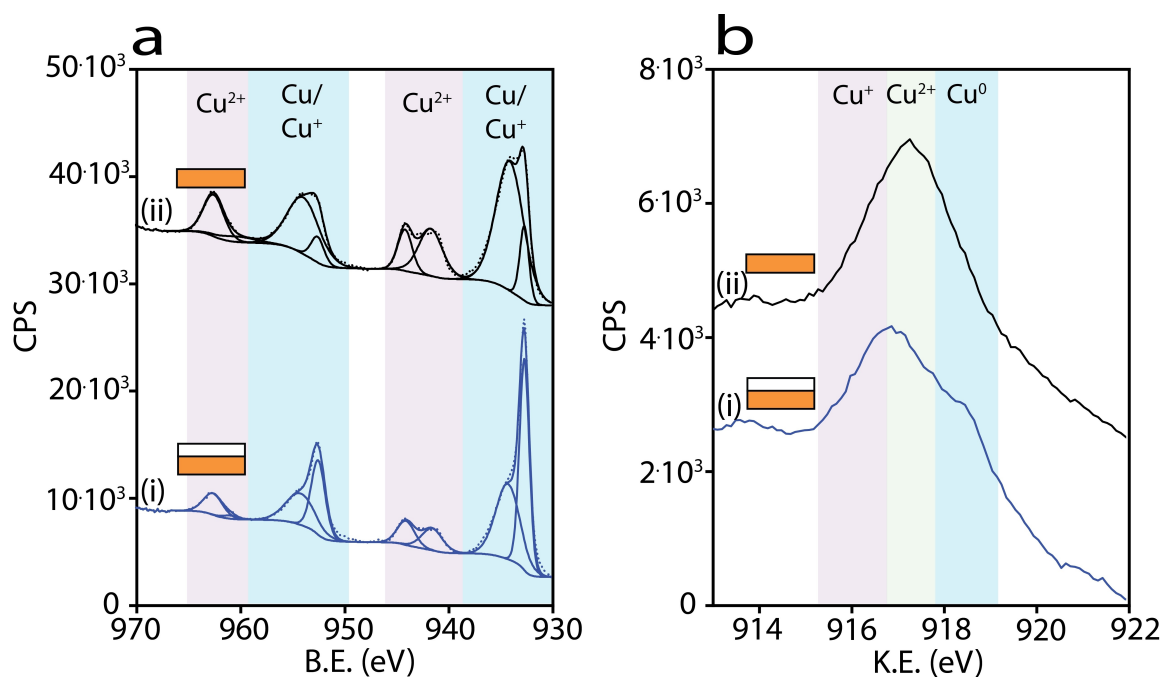 a
50·10³
40·10³
30·10³
20·10³
10·10³
0
CPS
Cu²⁺
Cu/
Cu⁺
Cu²⁺
Cu/
Cu⁺
(ii)
(i)
970
960
950
940
930
B.E. (eV)
b
8·10³
6·10³
4·10³
2·10³
0
CPS
Cu⁺
Cu²⁺
Cu⁰
(ii)
(i)
914
916
918
920
922
K.E. (eV)